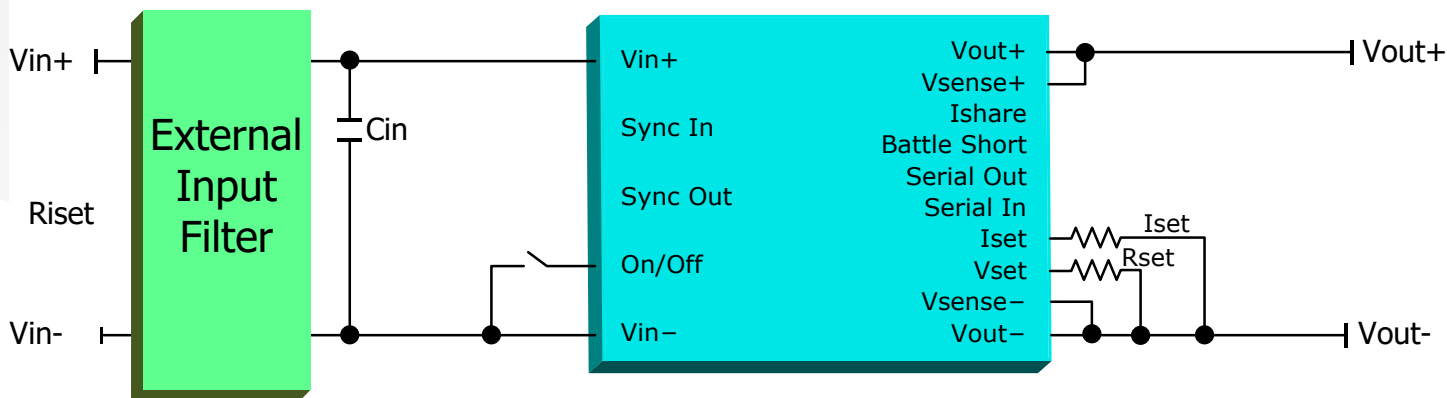 Vin+
Riset
Vin-
External
Input
Filter
Cin
Vin+
Sync In
Sync Out
On/Off
Vin−
Vout+
Vsense+
Ishare
Battle Short
Serial Out
Serial In
Iset
Vset
Vsense−
Vout−
Iset
Rset
Vout+
Vout-